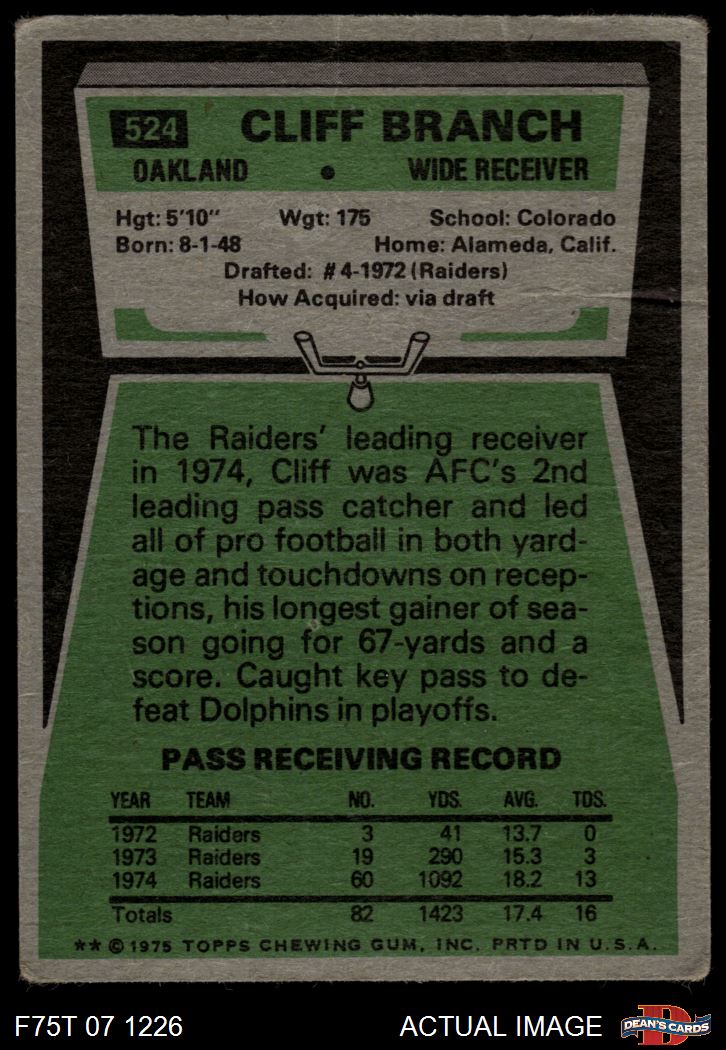 524 CLIFF BRANCH
OAKLAND • WIDE RECEIVER
Hgt: 5'10" Wgt: 175 School: Colorado
Born: 8-1-48 Home: Alameda, Calif.
Drafted: #4-1972 (Raiders)
How Acquired: via draft
The Raiders' leading receiver
in 1974, Cliff was AFC's 2nd
leading pass catcher and led
all of pro football in both yard-
age and touchdowns on recep-
tions, his longest gainer of sea-
son going for 67-yards and a
score. Caught key pass to de-
feat Dolphins in playoffs.
PASS RECEIVING RECORD
YEAR TEAM NO. YDS. AVG. TDS.
1972 Raiders 3 41 13.7 0
1973 Raiders 19 290 15.3 3
1974 Raiders 60 1092 18.2 13
Totals 82 1423 17.4 16
** © 1975 TOPPS CHEWING GUM, INC. PRTD IN U.S.A.
F75T 07 1226 ACTUAL IMAGE D DEAN'S CARDS